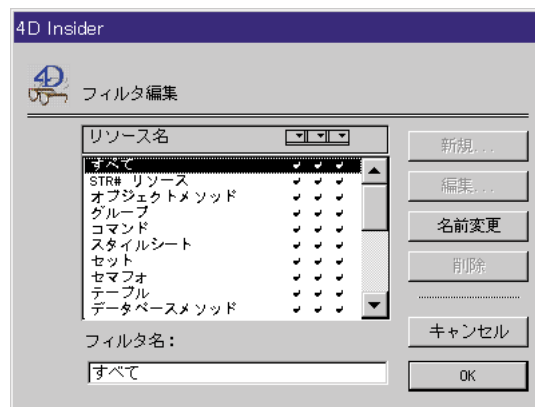 4D Insider
フィルタ編集
リソース名
すべて
STR# リソース
オブジェクトメソッド
グループ
コマンド
スタイルシート
セット
セマフォ
テーブル
データベースメソッド
フィルタ名：
すべて
新規...
編集...
名前変更
削除
キャンセル
OK